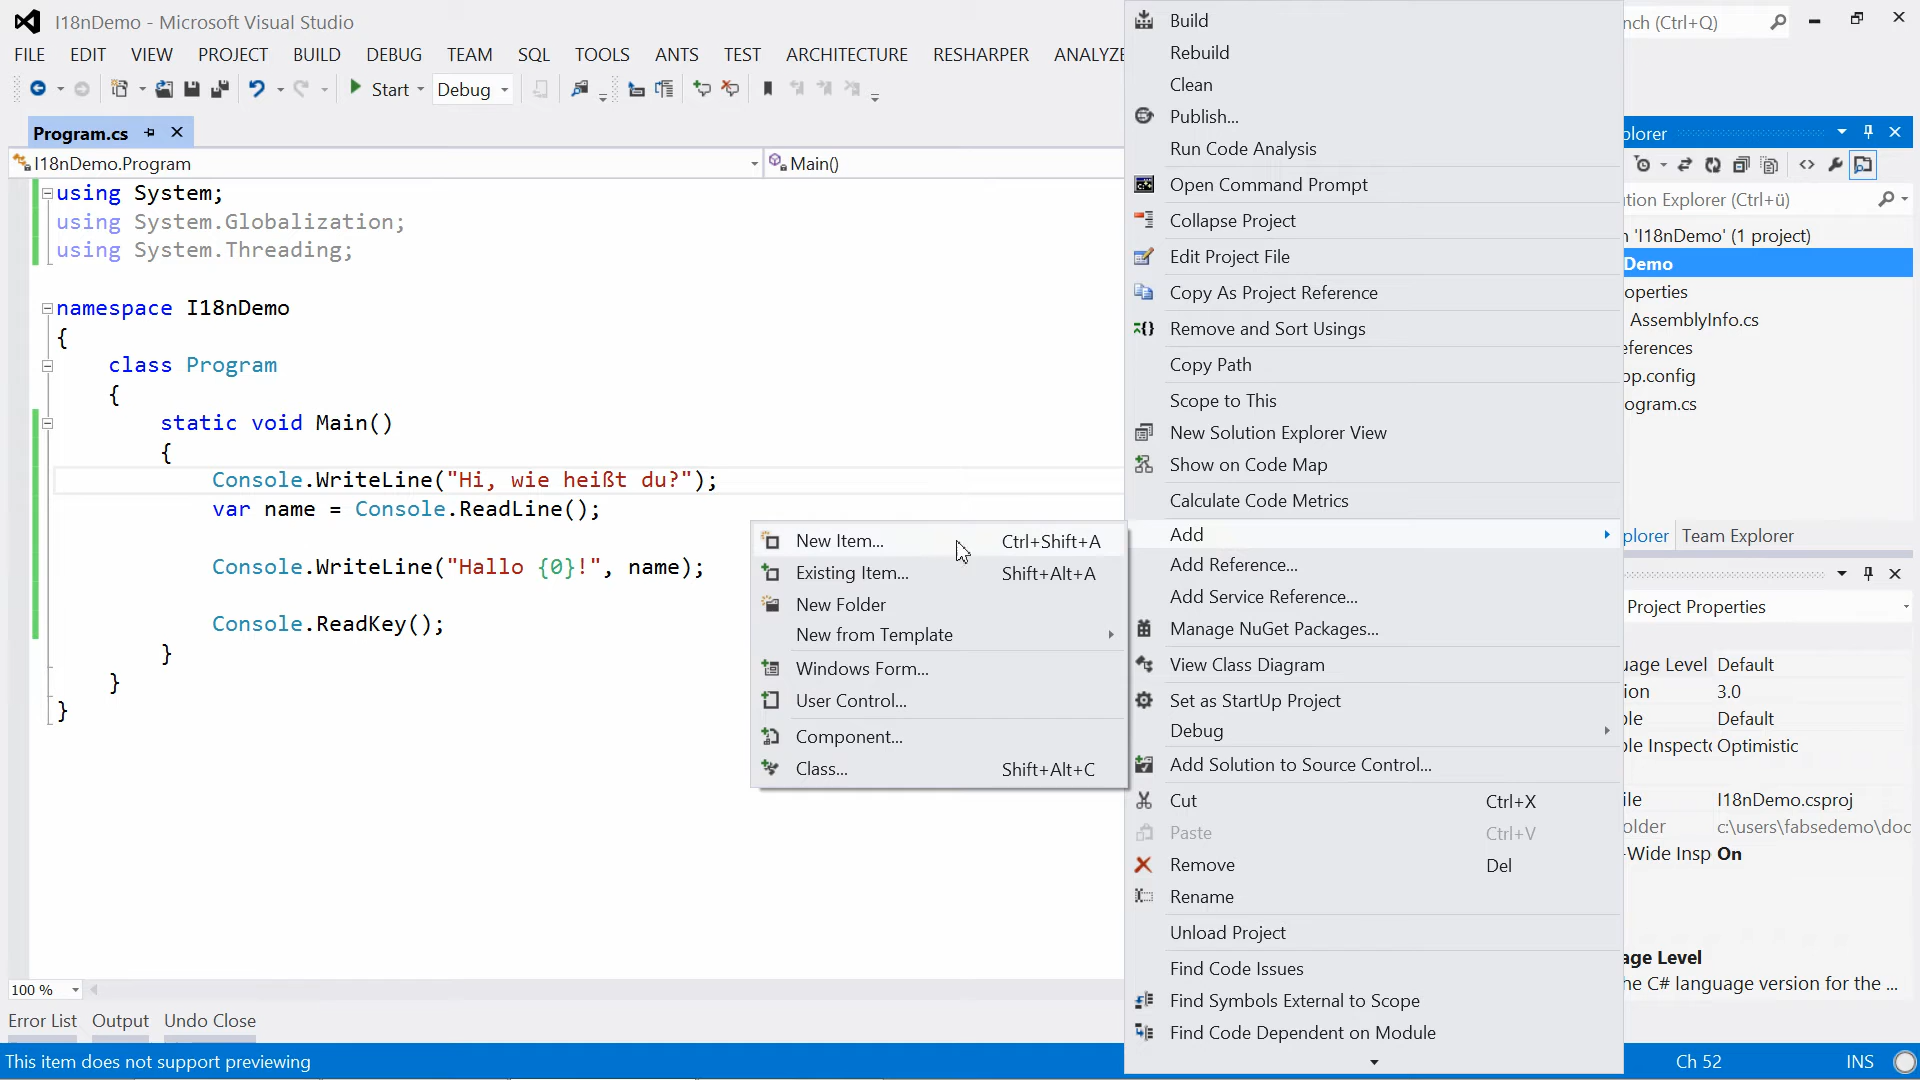 I18nDemo - Microsoft Visual Studio
nch (Ctrl+Q)
FILE EDIT VIEW PROJECT BUILD DEBUG TEAM SQL TOOLS ANTS TEST ARCHITECTURE RESHARPER ANALYZE
Start Debug
Program.cs
I18nDemo.Program Main()
using System;
using System.Globalization;
using System.Threading;
namespace I18nDemo
{
class Program
{
static void Main()
{
Console.WriteLine("Hi, wie heißt du?");
var name = Console.ReadLine();
Console.WriteLine("Hallo {0}!", name);
Console.ReadKey();
}
}
}
100 %
Error List Output Undo Close
This item does not support previewing
New Item... Ctrl+Shift+A
Existing Item... Shift+Alt+A
New Folder
New from Template
Windows Form...
User Control...
Component...
Class... Shift+Alt+C
Build
Rebuild
Clean
Publish...
Run Code Analysis
Open Command Prompt
Collapse Project
Edit Project File
Copy As Project Reference
Remove and Sort Usings
Copy Path
Scope to This
New Solution Explorer View
Show on Code Map
Calculate Code Metrics
Add
Add Reference...
Add Service Reference...
Manage NuGet Packages...
View Class Diagram
Set as StartUp Project
Debug
Add Solution to Source Control...
Cut Ctrl+X
Paste Ctrl+V
Remove Del
Rename
Unload Project
Find Code Issues
Find Symbols External to Scope
Find Code Dependent on Module
plorer
tion Explorer (Ctrl+ü)
n 'I18nDemo' (1 project)
Demo
operties
AssemblyInfo.cs
eferences
pp.config
ogram.cs
plorer Team Explorer
Project Properties
uage Level Default
ion 3.0
ble Default
ble Inspectc Optimistic
ile I18nDemo.csproj
older c:\users\fabsedemo\doc
-Wide Insp On
age Level
he C# language version for the ...
Ch 52 INS